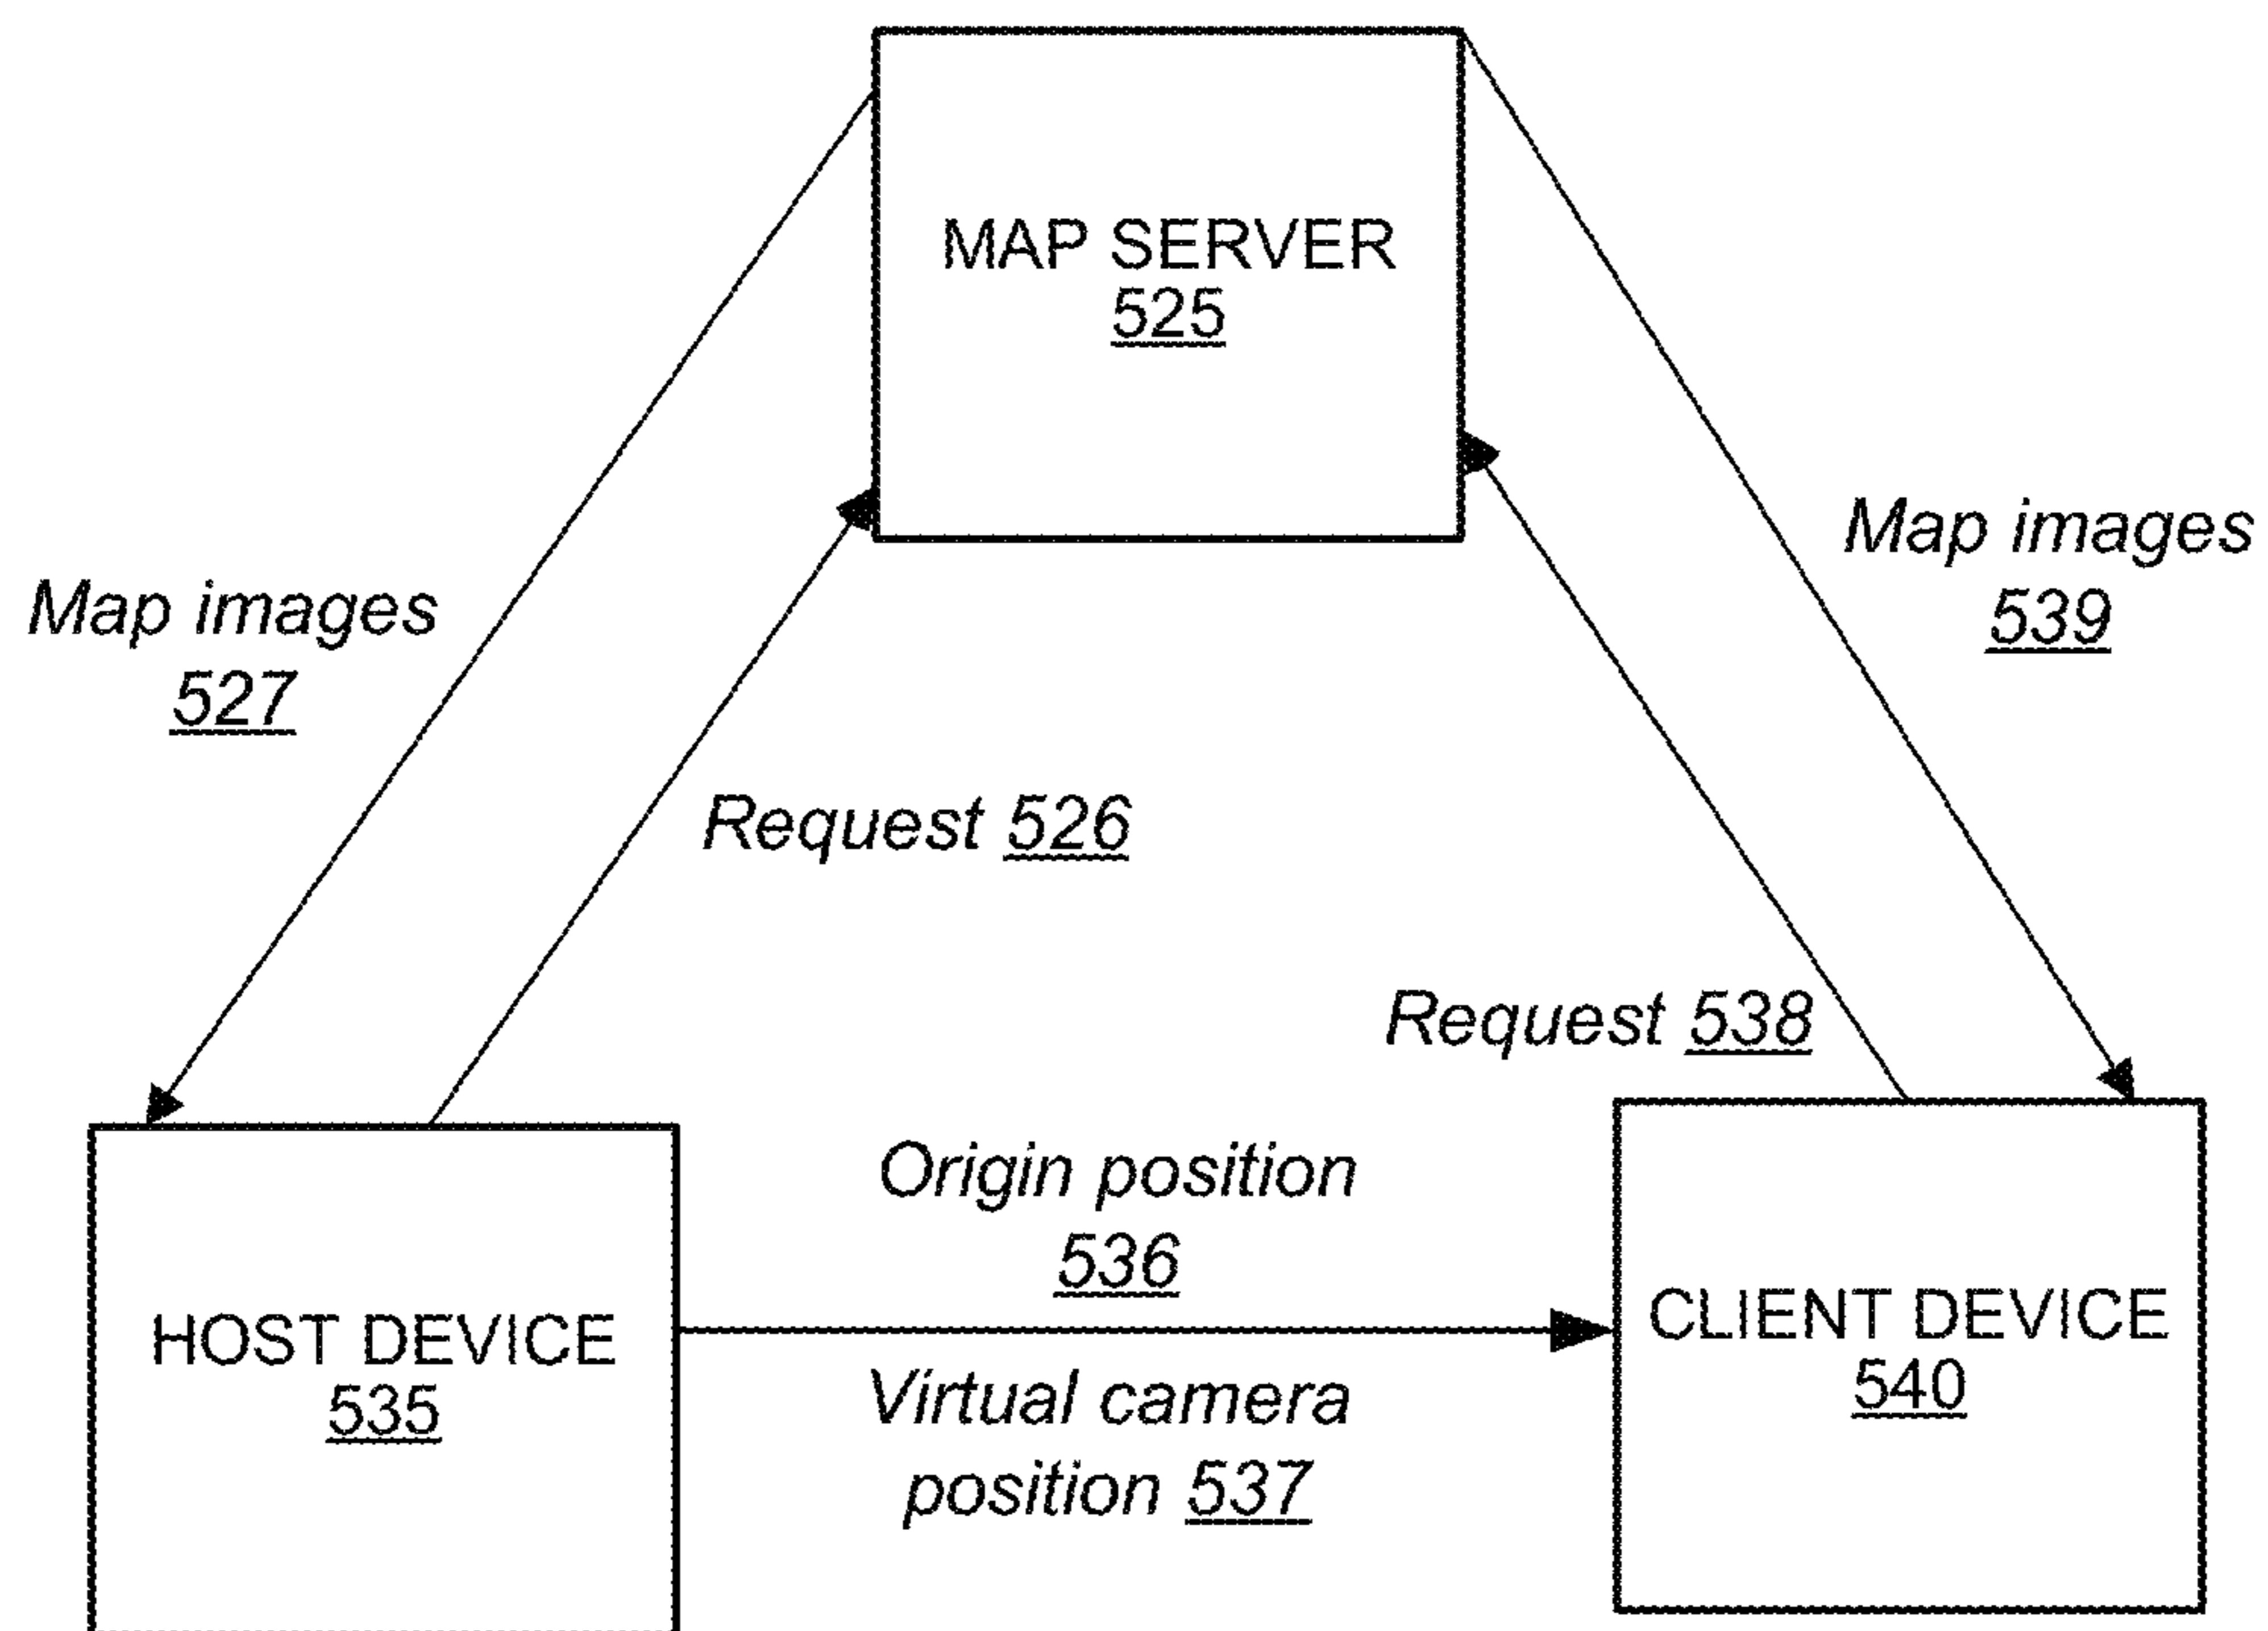 MAP SERVER
525
Map images
539
Map images
527
Request 526
Request 538
Origin position
536
HOST DEVICE
535
CLIENT DEVICE
540
Virtual camera
position 537